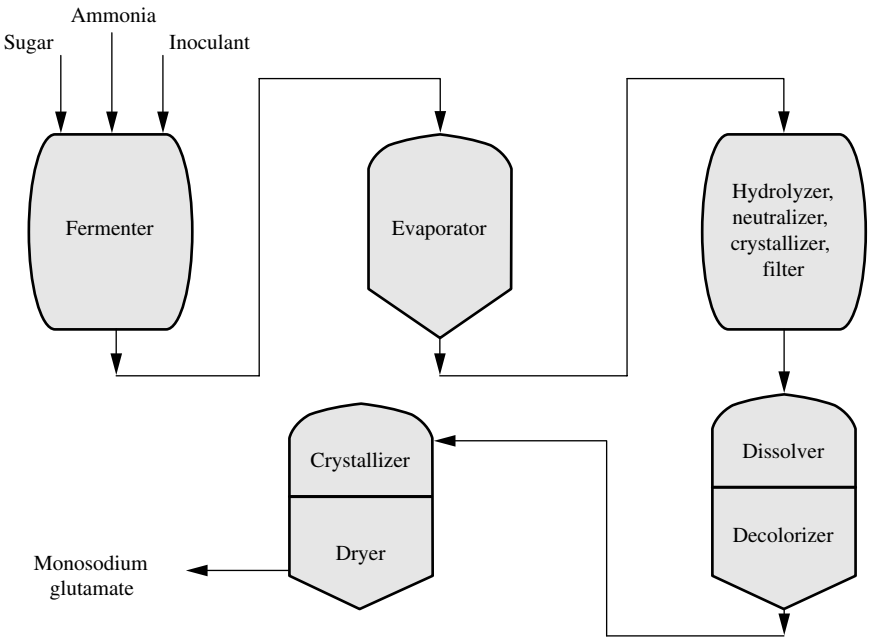 Ammonia
Sugar
Inoculant
Fermenter
Evaporator
Hydrolyzer,
neutralizer,
crystallizer,
filter
Dissolver
Decolorizer
Crystallizer
Dryer
Monosodium
glutamate